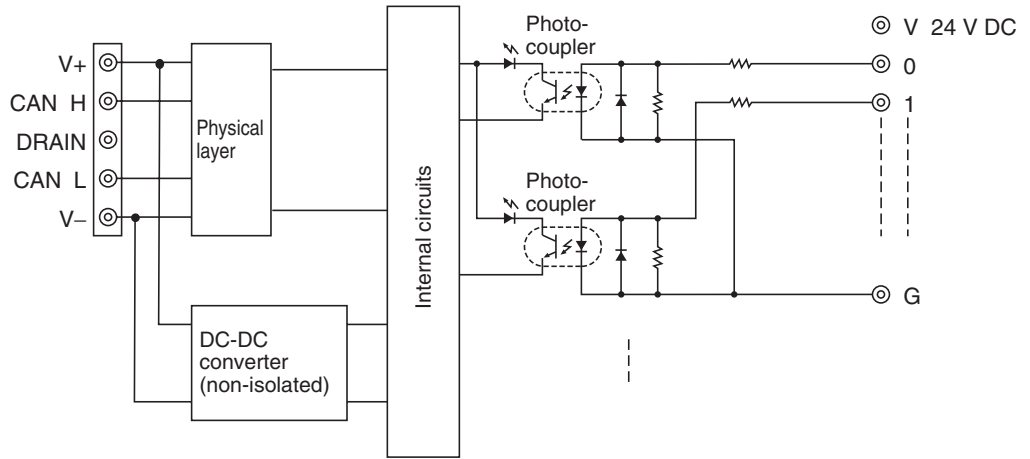 V+
CAN H
DRAIN
CAN L
V–
Physical
layer
DC-DC
converter
(non-isolated)
Internal circuits
Photo-
coupler
Photo-
coupler
V 24 V DC
0
1
G